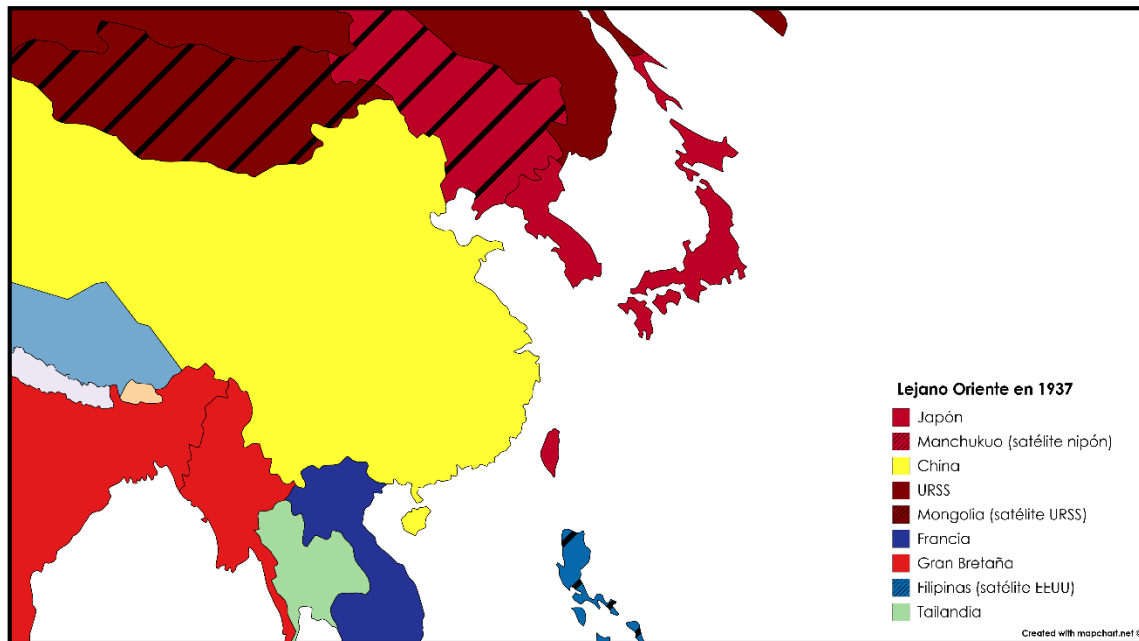 Lejano Oriente en 1937
Japón
Manchukuo (satélite nipón)
China
URSS
Mongolia (satélite URSS)
Francia
Gran Bretaña
Filipinas (satélite EEUU)
Tailandia
Created with mapchart.net ©